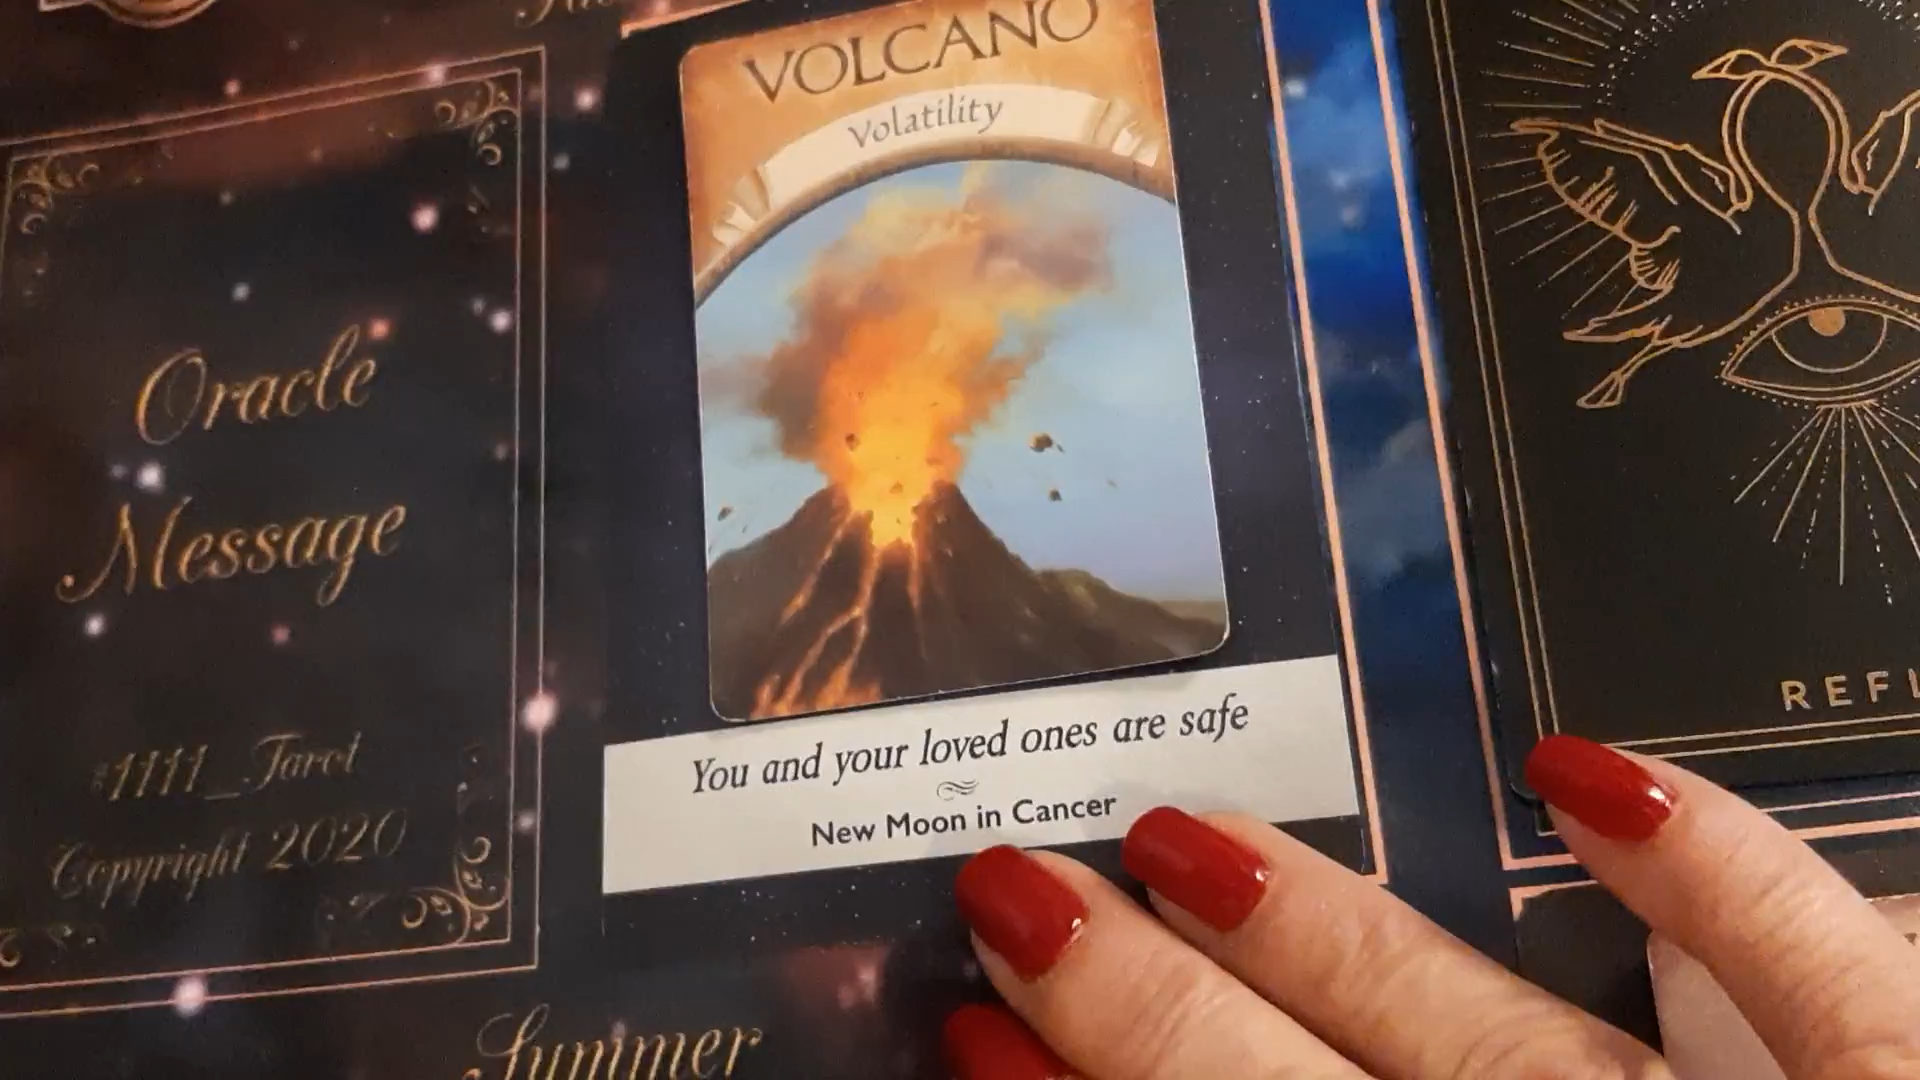 VOLCANO
Volatility
Oracle
Message
1111_Tarot
Copyright 2020
You and your loved ones are safe
New Moon in Cancer
REFL
Summer